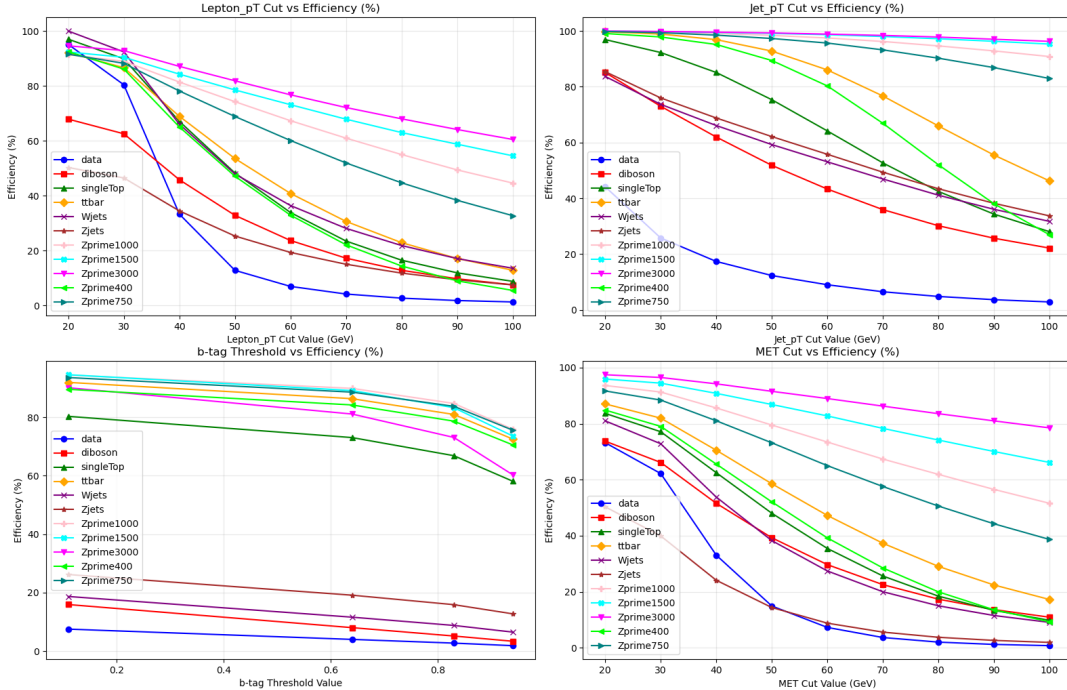 Lepton_pT Cut vs Efficiency (%)
100
80
60
40
20
0
Efficiency (%)
data
diboson
singleTop
ttbar
Wjets
Zjets
Zprime1000
Zprime1500
Zprime3000
Zprime400
Zprime750
20 30 40 50 60 70 80 90 100
Lepton_pT Cut Value (GeV)
Jet_pT Cut vs Efficiency (%)
100
80
60
40
20
0
Efficiency (%)
data
diboson
singleTop
ttbar
Wjets
Zjets
Zprime1000
Zprime1500
Zprime3000
Zprime400
Zprime750
20 30 40 50 60 70 80 90 100
Jet_pT Cut Value (GeV)
b-tag Threshold vs Efficiency (%)
80
60
40
20
0
Efficiency (%)
data
diboson
singleTop
ttbar
Wjets
Zjets
Zprime1000
Zprime1500
Zprime3000
Zprime400
Zprime750
0.2 0.4 0.6 0.8
b-tag Threshold Value
MET Cut vs Efficiency (%)
100
80
60
40
20
0
Efficiency (%)
data
diboson
singleTop
ttbar
Wjets
Zjets
Zprime1000
Zprime1500
Zprime3000
Zprime400
Zprime750
20 30 40 50 60 70 80 90 100
MET Cut Value (GeV)